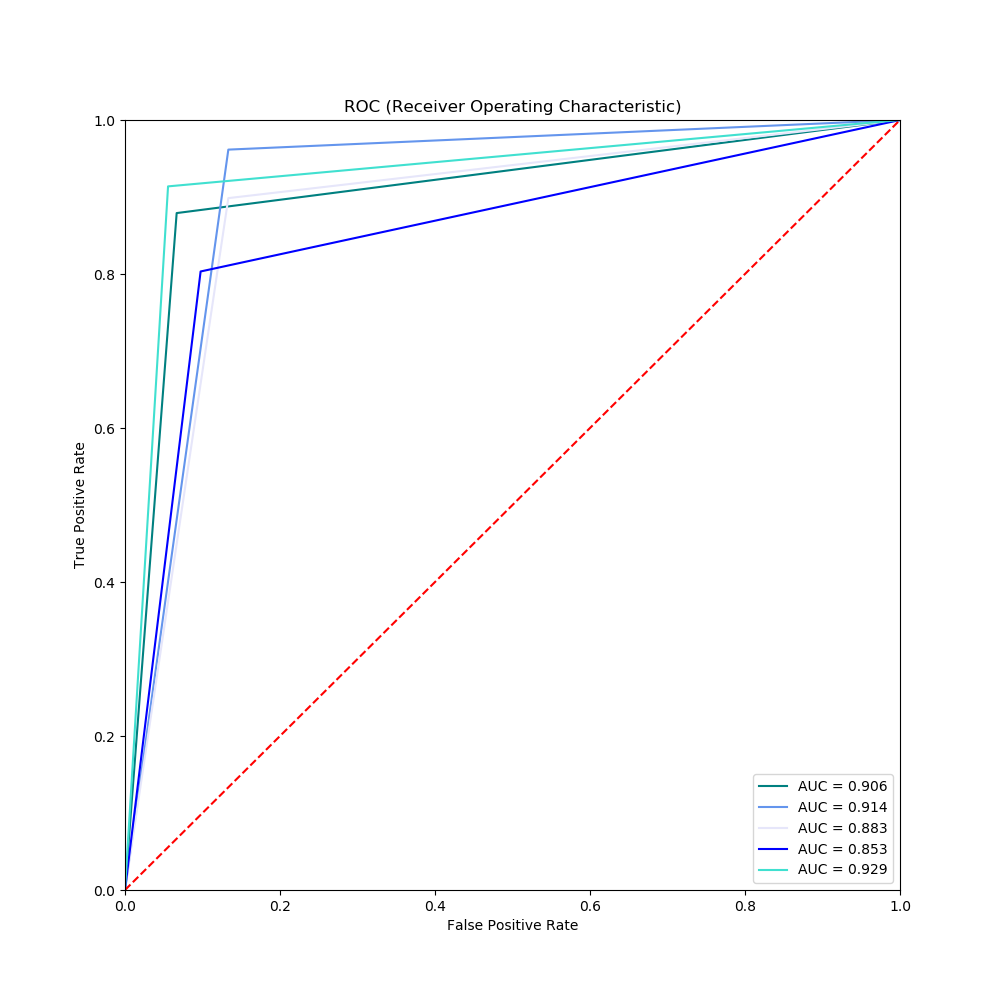 ROC (Receiver Operating Characteristic)
1.0
0.8
0.6
0.4
0.2
0.0
True Positive Rate
0.0 0.2 0.4 0.6 0.8 1.0
False Positive Rate
AUC = 0.906
AUC = 0.914
AUC = 0.883
AUC = 0.853
AUC = 0.929